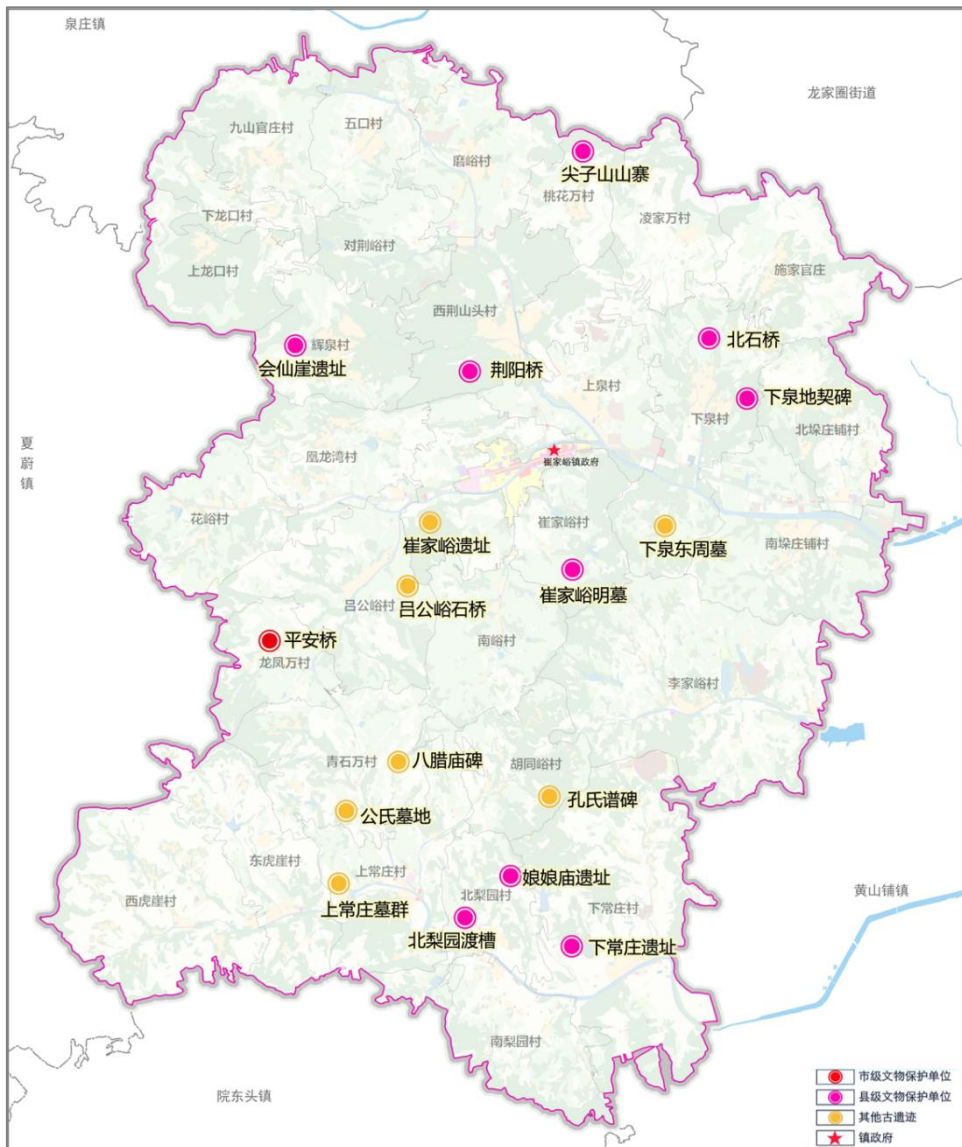 泉庄镇
龙家圈街道
五口村
九山官庄村
磨峪村
尖子山山寨
桃花万村
下龙口村
凌家万村
对荆峪村
上龙口村
施家官庄
西荆山头村
北石桥
辉泉村
会仙崖遗址
荆阳桥
上泉村
下泉地契碑
下泉村
北垛庄铺村
夏蔚镇
凰龙湾村
崔家峪镇政府
花峪村
崔家峪村
崔家峪遗址
下泉东周墓
南垛庄铺村
崔家峪明墓
吕公峪村
吕公峪石桥
平安桥
南峪村
龙凤万村
李家峪村
青石万村
八腊庙碑
胡同峪村
公氏墓地
孔氏谱碑
东虎崖村
上常庄村
娘娘庙遗址
黄山铺镇
西虎崖村
上常庄墓群
北梨园村
下常庄村
北梨园渡槽
下常庄遗址
南梨园村
院东头镇
市级文物保护单位
县级文物保护单位
其他古遗迹
镇政府